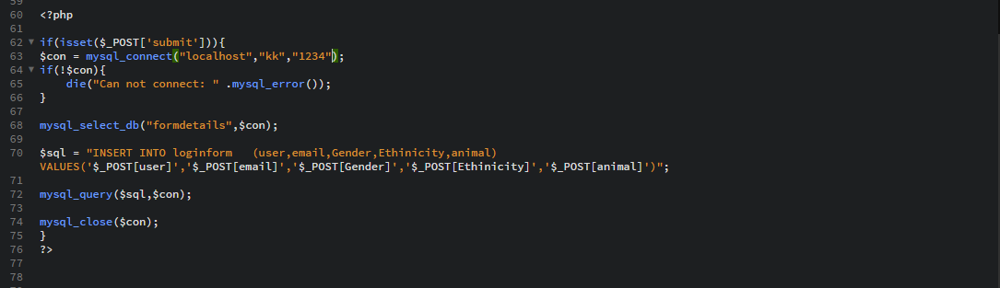 59
60 <?php
61
62 if(isset($_POST['submit'])){
63 $con = mysql_connect("localhost","kk","1234");
64 if(!$con){
65 die("Can not connect: " .mysql_error());
66 }
67
68 mysql_select_db("formdetails",$con);
69
70 $sql = "INSERT INTO loginform   (user,email,Gender,Ethinicity,animal)
VALUES('$_POST[user]','$_POST[email]','$_POST[Gender]','$_POST[Ethinicity]','$_POST[animal]')";
71
72 mysql_query($sql,$con);
73
74 mysql_close($con);
75 }
76 ?>
77
78